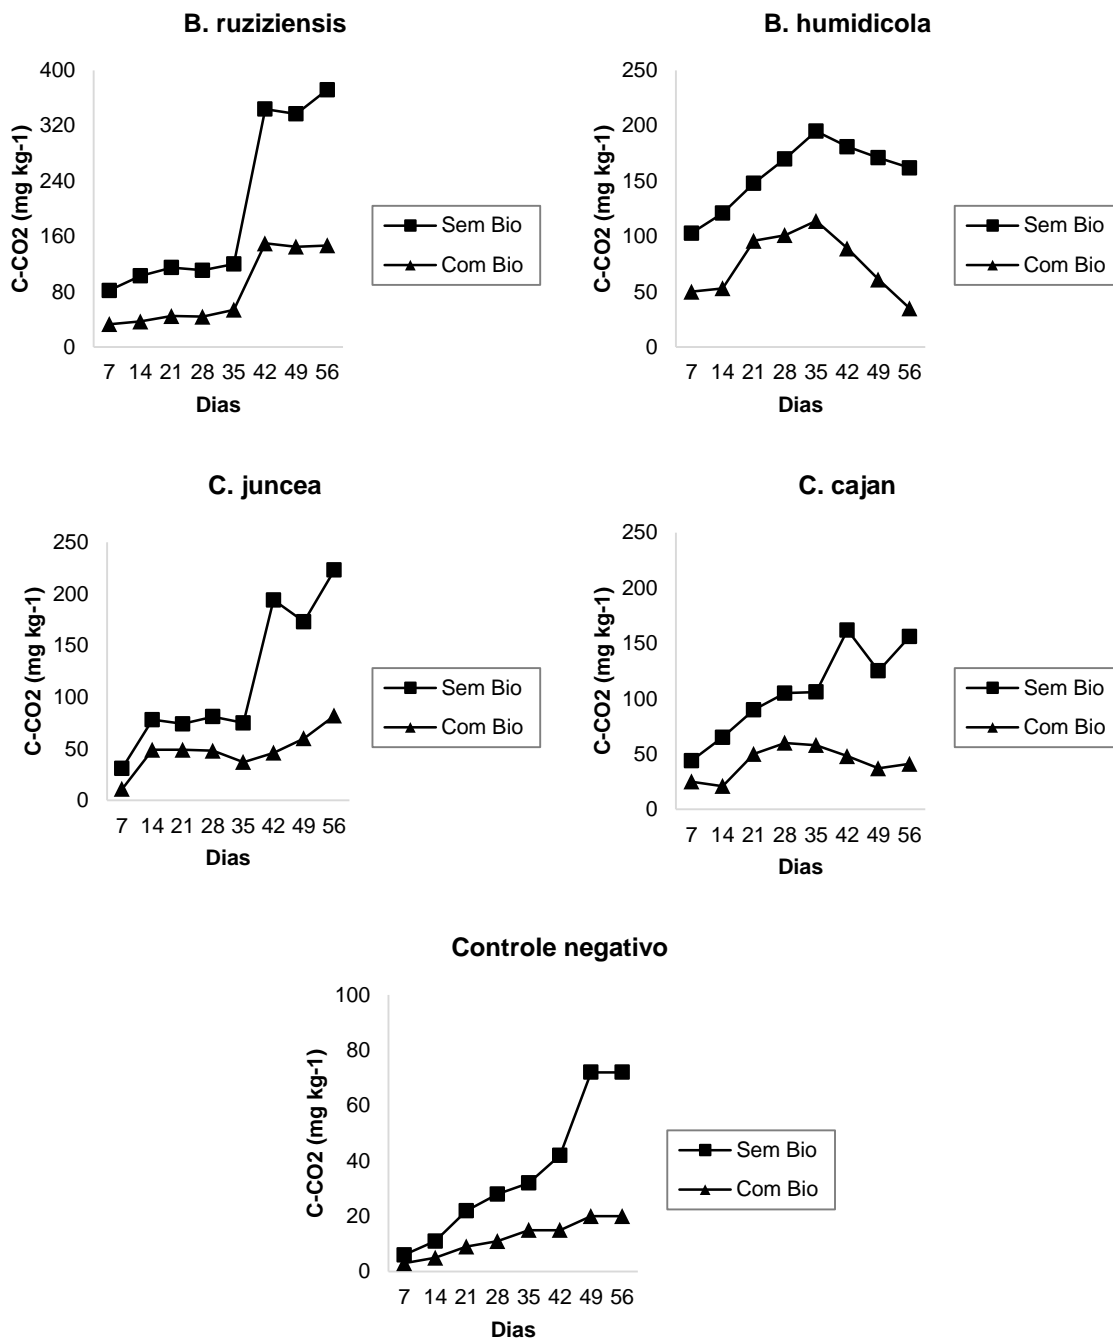 B. ruziziensis
400
320
240
160
80
0
C-CO2 (mg kg-1)
7 14 21 28 35 42 49 56
Dias
Sem Bio
Com Bio
B. humidicola
250
200
150
100
50
0
C-CO2 (mg kg-1)
7 14 21 28 35 42 49 56
Dias
Sem Bio
Com Bio
C. juncea
250
200
150
100
50
0
C-CO2 (mg kg-1)
7 14 21 28 35 42 49 56
Dias
Sem Bio
Com Bio
C. cajan
250
200
150
100
50
0
C-CO2 (mg kg-1)
7 14 21 28 35 42 49 56
Dias
Sem Bio
Com Bio
Controle negativo
100
80
60
40
20
0
C-CO2 (mg kg-1)
7 14 21 28 35 42 49 56
Dias
Sem Bio
Com Bio